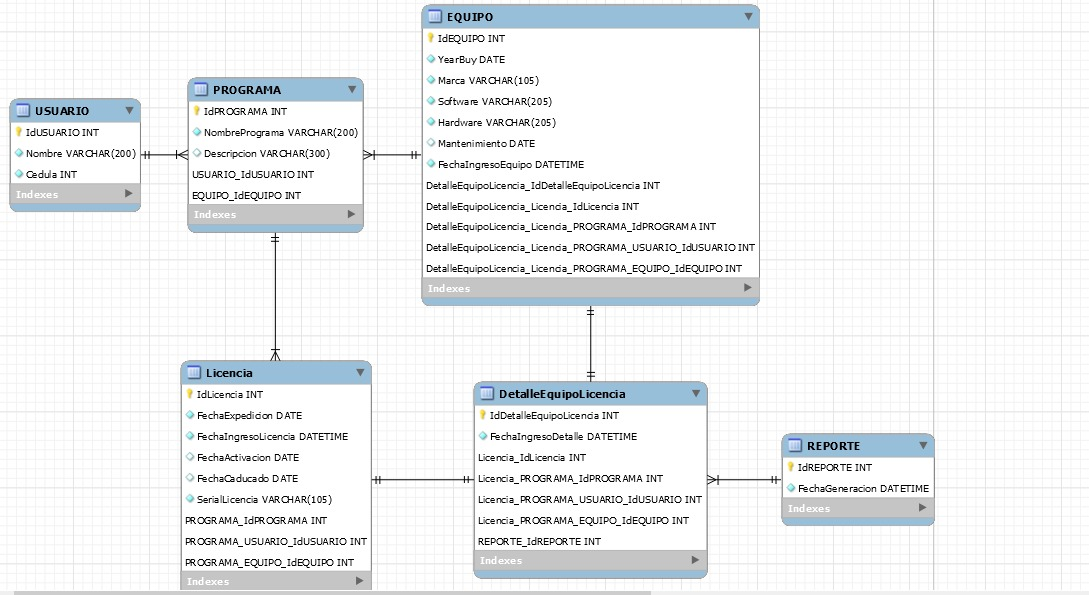 USUARIO
IdUSUARIO INT
Nombre VARCHAR(200)
Cedula INT
Indexes
PROGRAMA
IdPROGRAMA INT
NombrePrograma VARCHAR(200)
Descripcion VARCHAR(300)
USUARIO_IdUSUARIO INT
EQUIPO_IdEQUIPO INT
Indexes
EQUIPO
IdEQUIPO INT
YearBuy DATE
Marca VARCHAR(105)
Software VARCHAR(205)
Hardware VARCHAR(205)
Mantenimiento DATE
FechaIngresoEquipo DATETIME
DetalleEquipoLicencia_IdDetalleEquipoLicencia INT
DetalleEquipoLicencia_Licencia_IdLicencia INT
DetalleEquipoLicencia_Licencia_PROGRAMA_IdPROGRAMA INT
DetalleEquipoLicencia_Licencia_PROGRAMA_USUARIO_IdUSUARIO INT
DetalleEquipoLicencia_Licencia_PROGRAMA_EQUIPO_IdEQUIPO INT
Indexes
Licencia
IdLicencia INT
FechaExpedicion DATE
FechaIngresoLicencia DATETIME
FechaActivacion DATE
FechaCaducado DATE
SerialLicencia VARCHAR(105)
PROGRAMA_IdPROGRAMA INT
PROGRAMA_USUARIO_IdUSUARIO INT
PROGRAMA_EQUIPO_IdEQUIPO INT
Indexes
DetalleEquipoLicencia
IdDetalleEquipoLicencia INT
FechaIngresoDetalle DATETIME
Licencia_IdLicencia INT
Licencia_PROGRAMA_IdPROGRAMA INT
Licencia_PROGRAMA_USUARIO_IdUSUARIO INT
Licencia_PROGRAMA_EQUIPO_IdEQUIPO INT
REPORTE_IdREPORTE INT
Indexes
REPORTE
IdREPORTE INT
FechaGeneracion DATETIME
Indexes